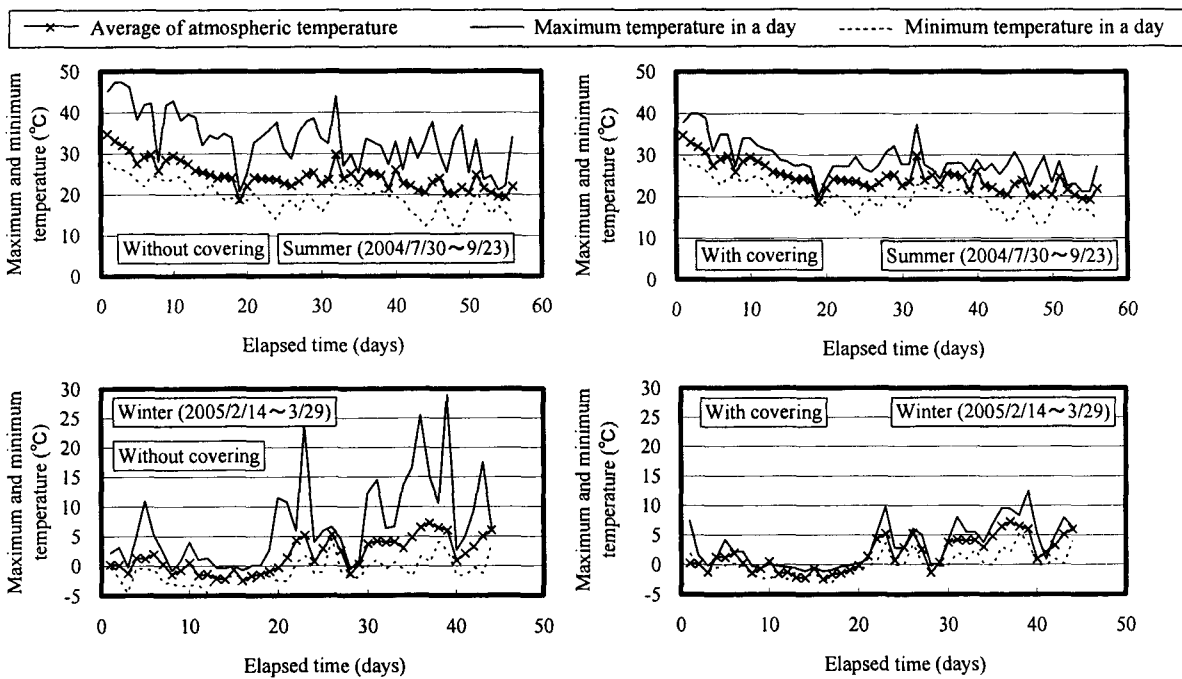 Average of atmospheric temperature
Maximum temperature in a day
Minimum temperature in a day
Maximum and minimum
temperature (℃)
50
40
30
20
10
0
Without covering
Summer (2004/7/30～9/23)
0
10
20
30
40
50
60
Elapsed time (days)
Maximum and minimum
temperature (℃)
50
40
30
20
10
0
With covering
Summer (2004/7/30～9/23)
0
10
20
30
40
50
60
Elapsed time (days)
Maximum and minimum
temperature (℃)
30
25
20
15
10
5
0
-5
Winter (2005/2/14～3/29)
Without covering
0
10
20
30
40
50
Elapsed time (days)
Maximum and minimum
temperature (℃)
30
25
20
15
10
5
0
-5
With covering
Winter (2005/2/14～3/29)
0
10
20
30
40
50
Elapsed time (days)